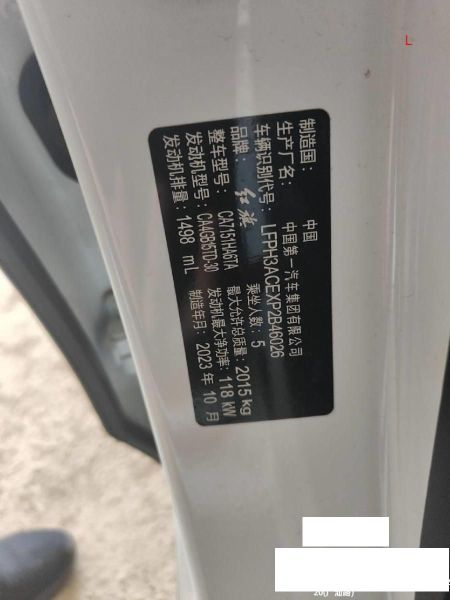 制造国： 中国
生产厂名： 中国第一汽车集团有限公司
车辆识别代号： LFPH3ACEXP2B46026
品牌： 红旗 乘坐人数： 5
整车型号： CA7151HA6TA 最大允许总质量： 2015 kg
发动机型号： CA4GB15TD-30 发动机最大净功率： 118 kW
发动机排量： 1498 mL 制造年月： 2023 年 10 月
L